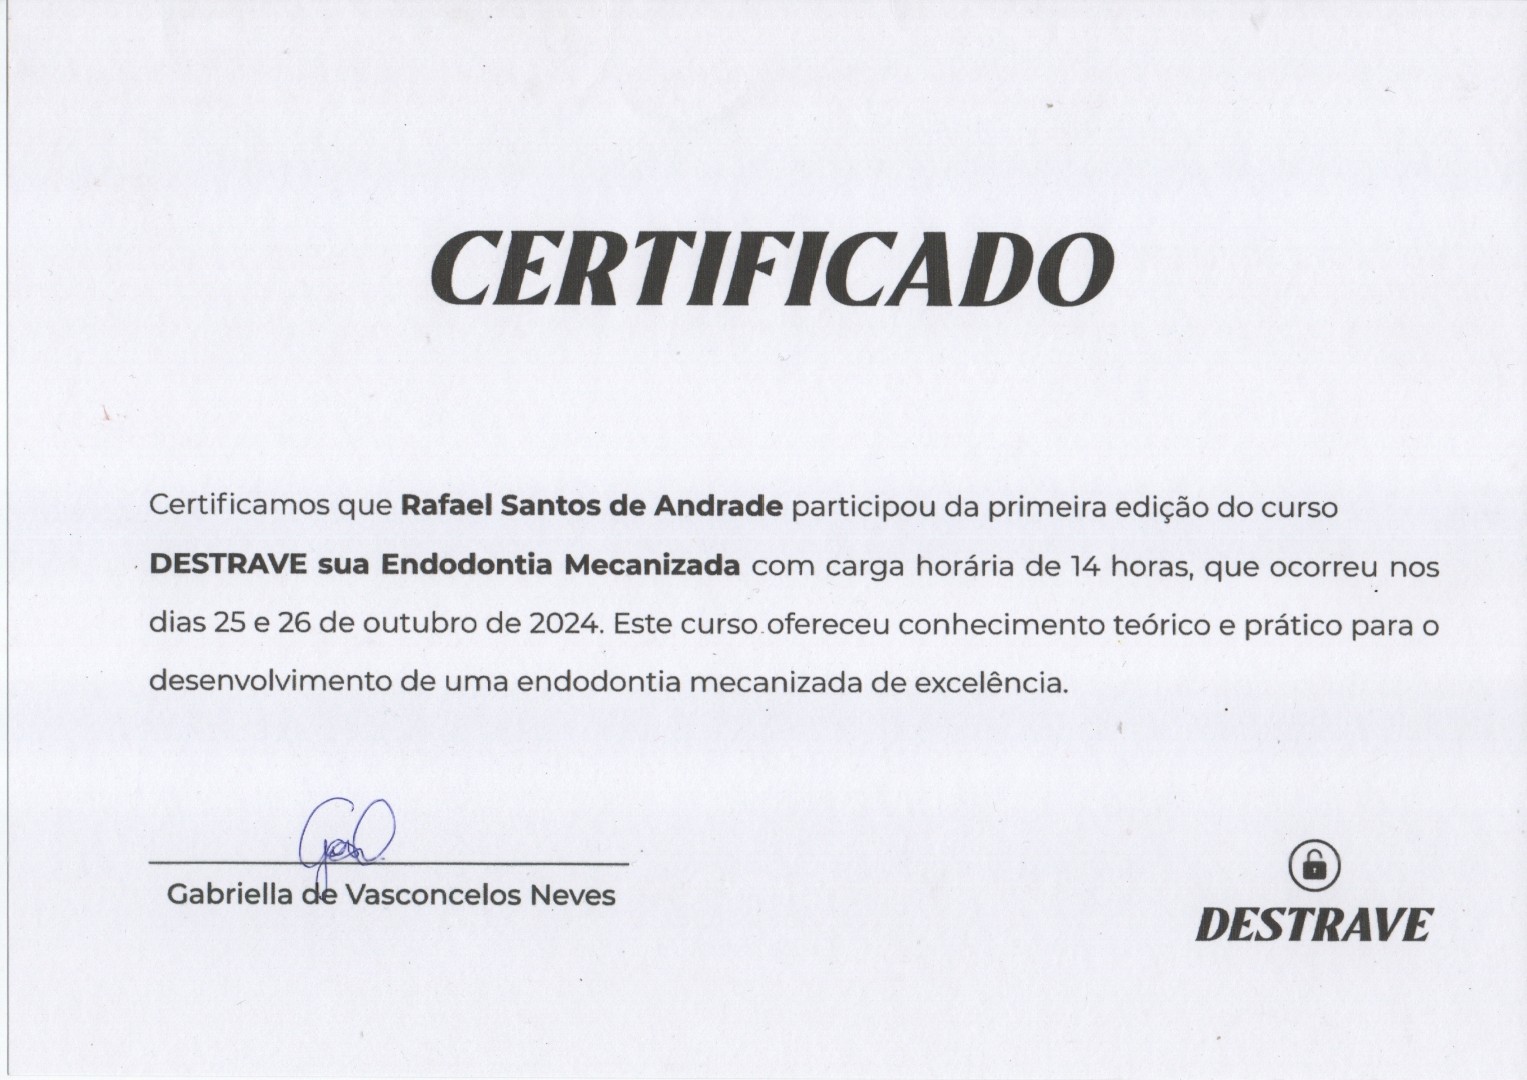 CERTIFICADO
Certificamos que Rafael Santos de Andrade participou da primeira edição do curso
DESTRAVE sua Endodontia Mecanizada com carga horária de 14 horas, que ocorreu nos
dias 25 e 26 de outubro de 2024. Este curso ofereceu conhecimento teórico e prático para o
desenvolvimento de uma endodontia mecanizada de excelência.
Gabriella de Vasconcelos Neves
DESTRAVE